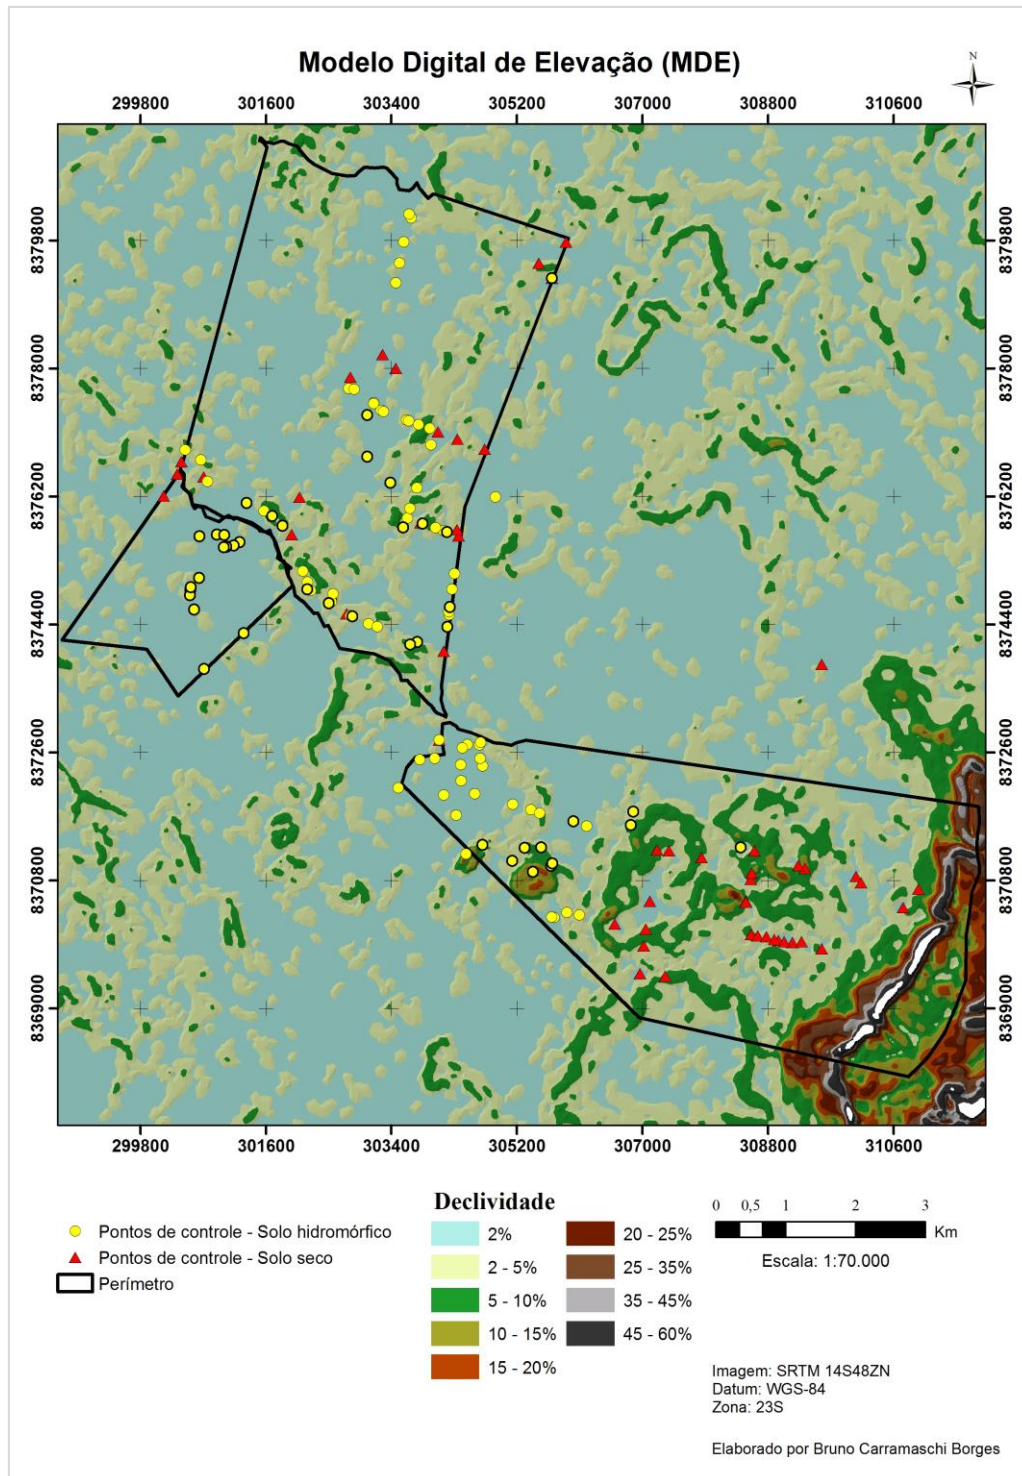 Modelo Digital de Elevação (MDE)
N
299800 301600 303400 305200 307000 308800 310600
8379800 8379800
8378000 8378000
8376200 8376200
8374400 8374400
8372600 8372600
8370800 8370800
8369000 8369000
299800 301600 303400 305200 307000 308800 310600
Pontos de controle - Solo hidromórfico
Pontos de controle - Solo seco
Perímetro
Declividade
2%
2 - 5%
5 - 10%
10 - 15%
15 - 20%
20 - 25%
25 - 35%
35 - 45%
45 - 60%
0 0,5 1 2 3
Km
Escala: 1:70.000
Imagem: SRTM 14S48ZN
Datum: WGS-84
Zona: 23S
Elaborado por Bruno Carramaschi Borges